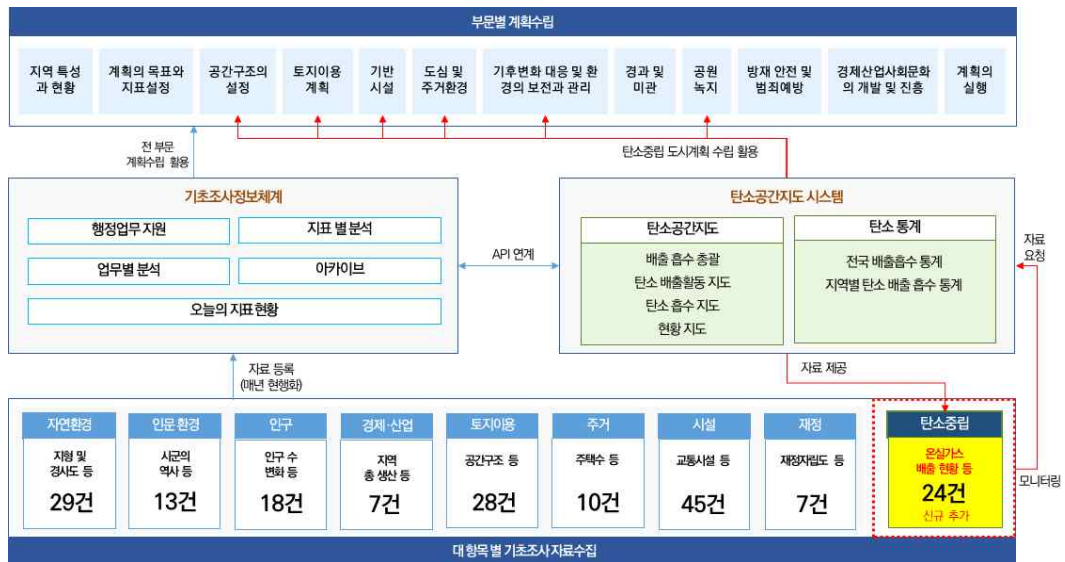 부문별 계획수립
지역 특성
과 현황
계획의 목표와
지표설정
공간구조의
설정
토지이용
계획
기반
시설
도심 및
주거환경
기후변화 대응 및 환
경의 보전과 관리
경관 및
미관
공원
녹지
방재 안전 및
범죄예방
경제산업사회문화
의 개발 및 진흥
계획의
실행
전 부문
계획수립 활용
탄소중립 도시계획 수립 활용
기초조사정보체계
행정업무 지원
지표 별 분석
업무별 분석
아카이브
오늘의 지표 현황
API 연계
탄소공간지도 시스템
탄소공간지도
배출 흡수 총괄
탄소 배출활동 지도
탄소 흡수 지도
현황 지도
탄소 통계
전국 배출흡수 통계
지역별 탄소 배출 흡수 통계
자료
요청
자료 등록
(매년 현행화)
자료 제공
자연환경
지형 및
경사도 등
29건
인문 환경
시군의
역사 등
13건
인구
인구 수
변화 등
18건
경제·산업
지역
총 생산 등
7건
토지이용
공간구조 등
28건
주거
주택수 등
10건
시설
교통시설 등
45건
재정
재정자립도 등
7건
탄소중립
온실가스
배출 현황 등
24건
신규 추가
모니터링
대 항목 별 기초조사 자료수집